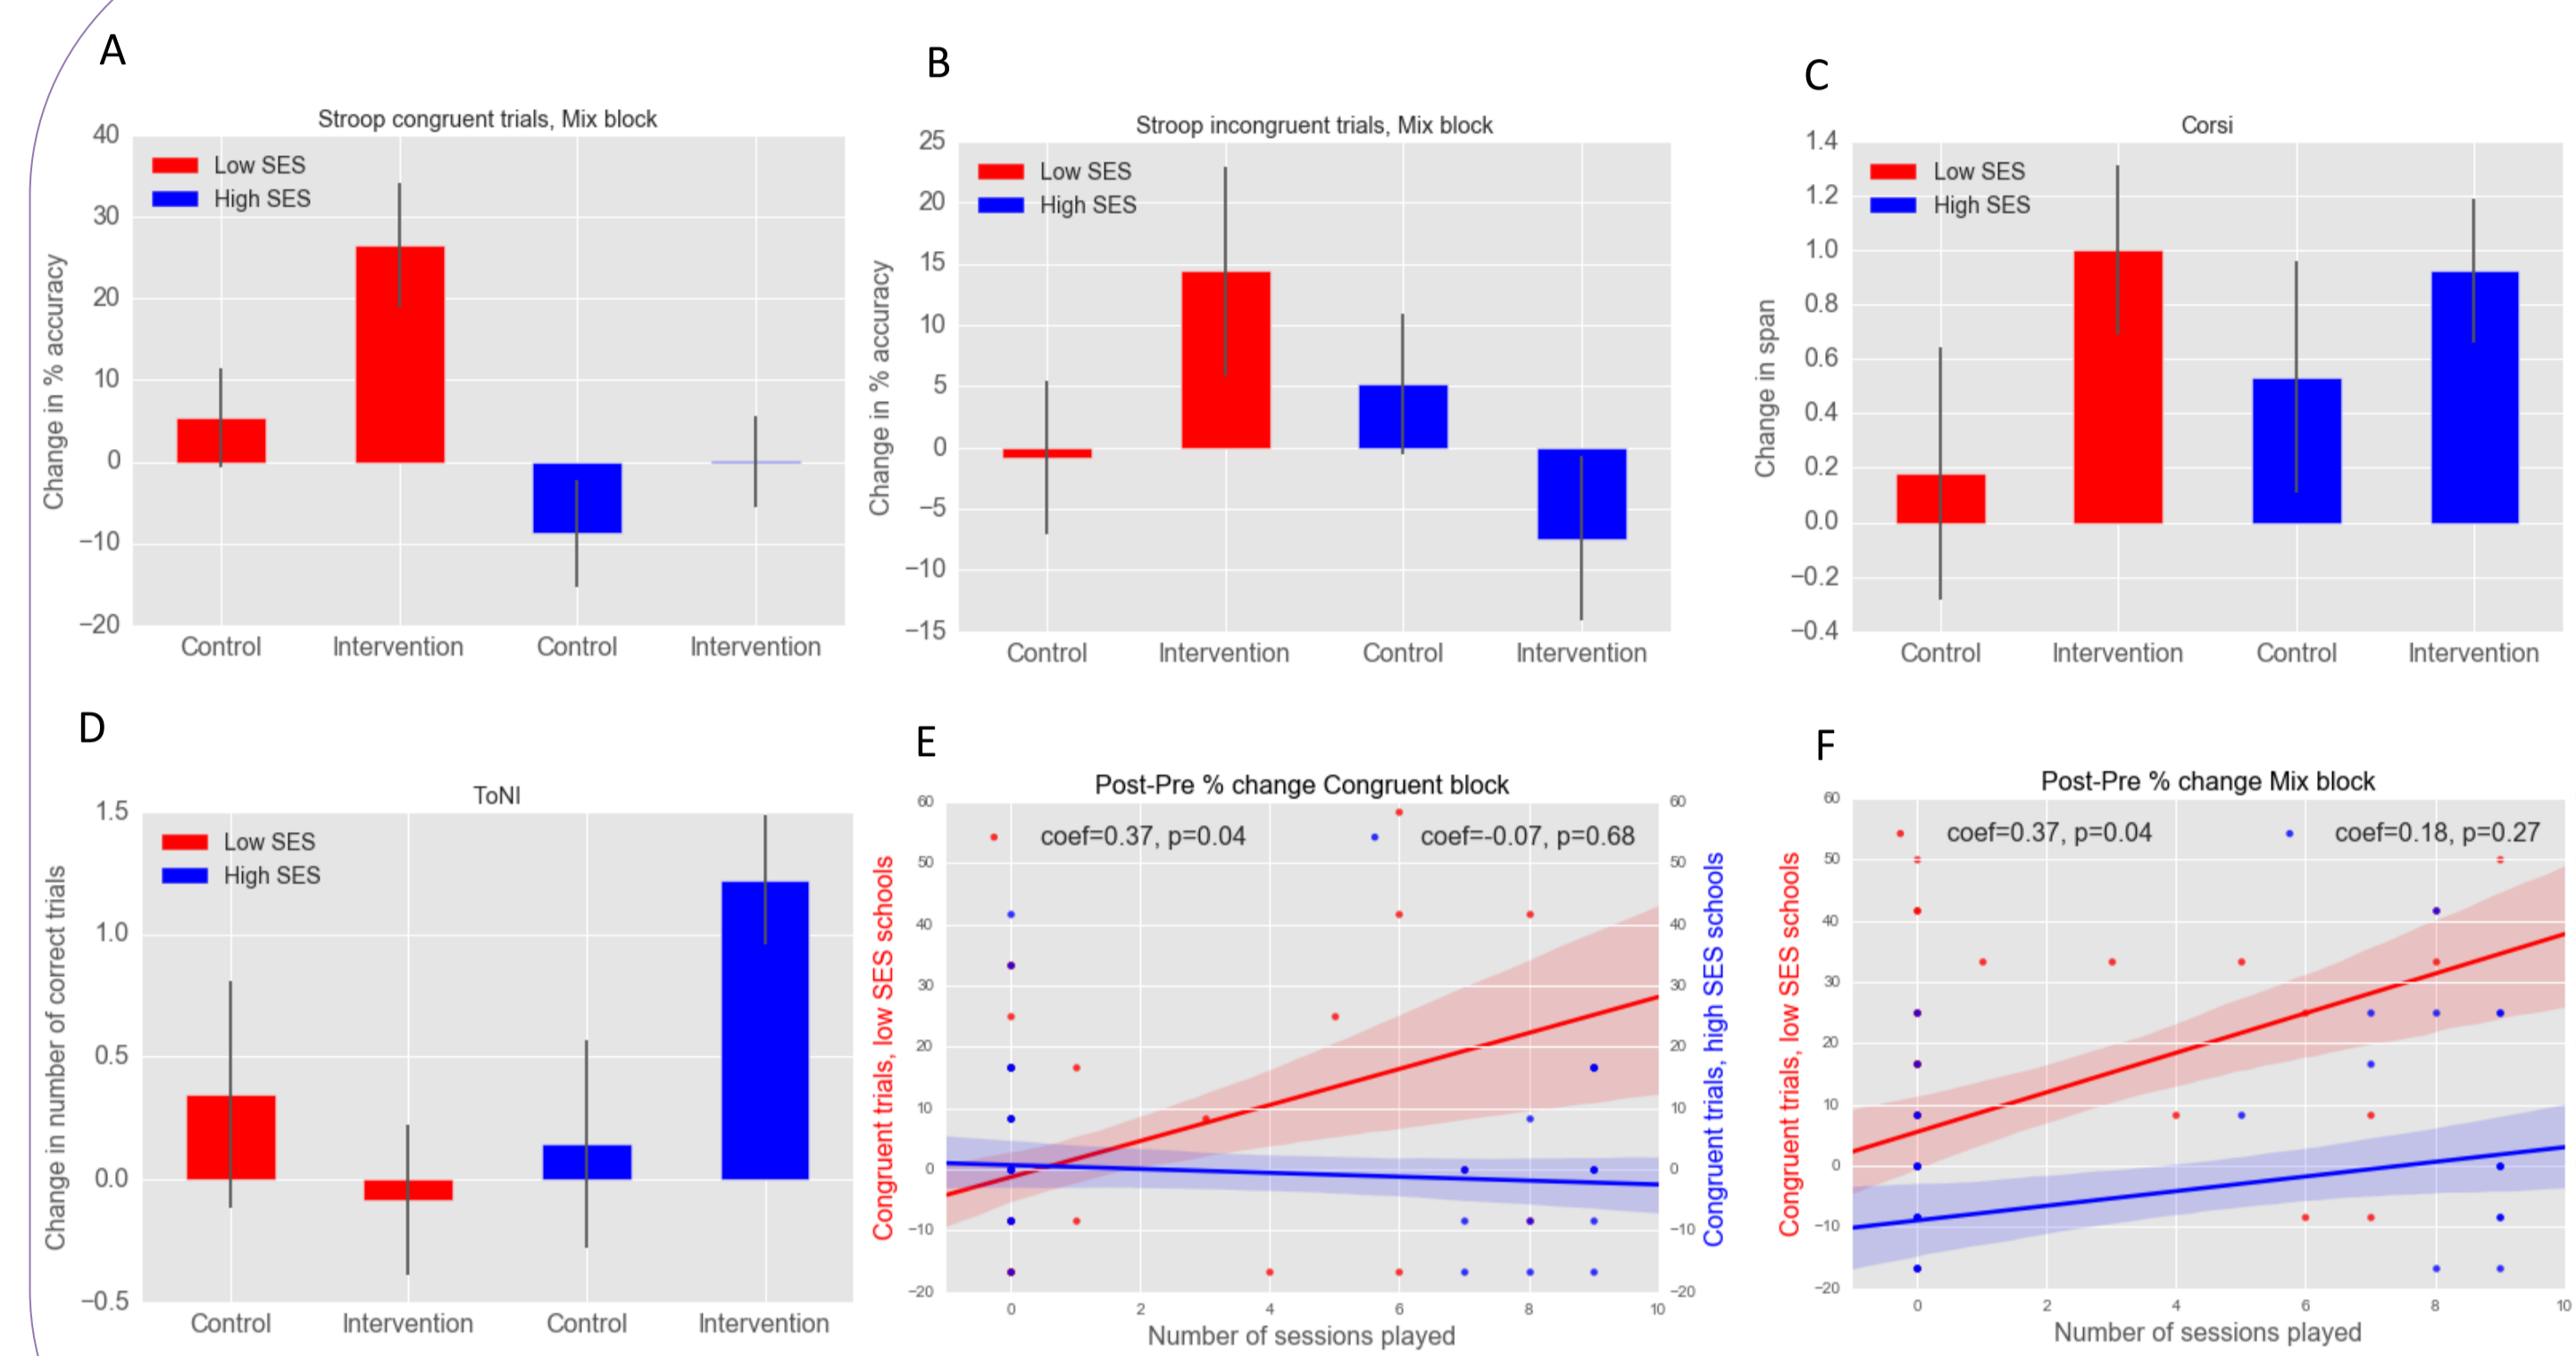 A
Stroop congruent trials, Mix block
Low SES
High SES
Change in % accuracy
40
30
20
10
0
−10
−20
Control Intervention Control Intervention
B
Stroop incongruent trials, Mix block
Low SES
High SES
Change in % accuracy
25
20
15
10
5
0
−5
−10
−15
Control Intervention Control Intervention
C
Corsi
Low SES
High SES
Change in span
1.4
1.2
1.0
0.8
0.6
0.4
0.2
0.0
−0.2
−0.4
Control Intervention Control Intervention
D
ToNI
Low SES
High SES
Change in number of correct trials
1.5
1.0
0.5
0.0
−0.5
Control Intervention Control Intervention
E
Post-Pre % change Congruent block
coef=0.37, p=0.04 coef=-0.07, p=0.68
Congruent trials, low SES schools
60
50
40
30
20
10
0
−10
−20
60
50
40
30
20
10
0
−10
−20
Congruent trials, high SES schools
0 2 4 6 8 10
Number of sessions played
F
Post-Pre % change Mix block
coef=0.37, p=0.04 coef=0.18, p=0.27
Congruent trials, low SES schools
60
50
40
30
20
10
0
−10
−20
0 2 4 6 8 10
Number of sessions played